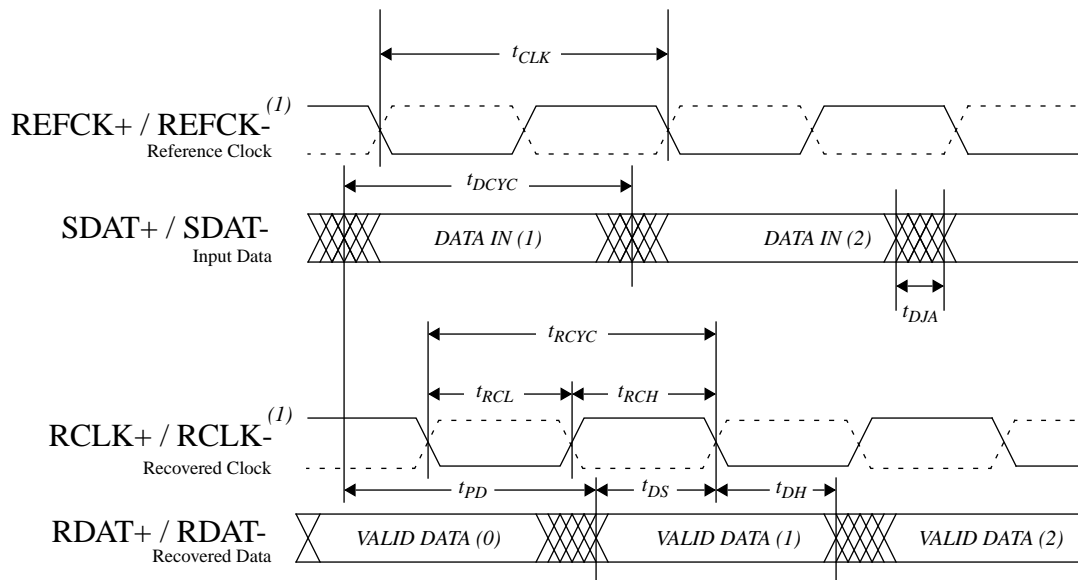 t_CLK
REFCK+ / REFCK- (1)
Reference Clock
t_DCYC
SDAT+ / SDAT-
Input Data
DATA IN (1)
DATA IN (2)
t_DJA
t_RCYC
t_RCL
t_RCH
RCLK+ / RCLK- (1)
Recovered Clock
t_PD
t_DS
t_DH
RDAT+ / RDAT-
Recovered Data
VALID DATA (0)
VALID DATA (1)
VALID DATA (2)